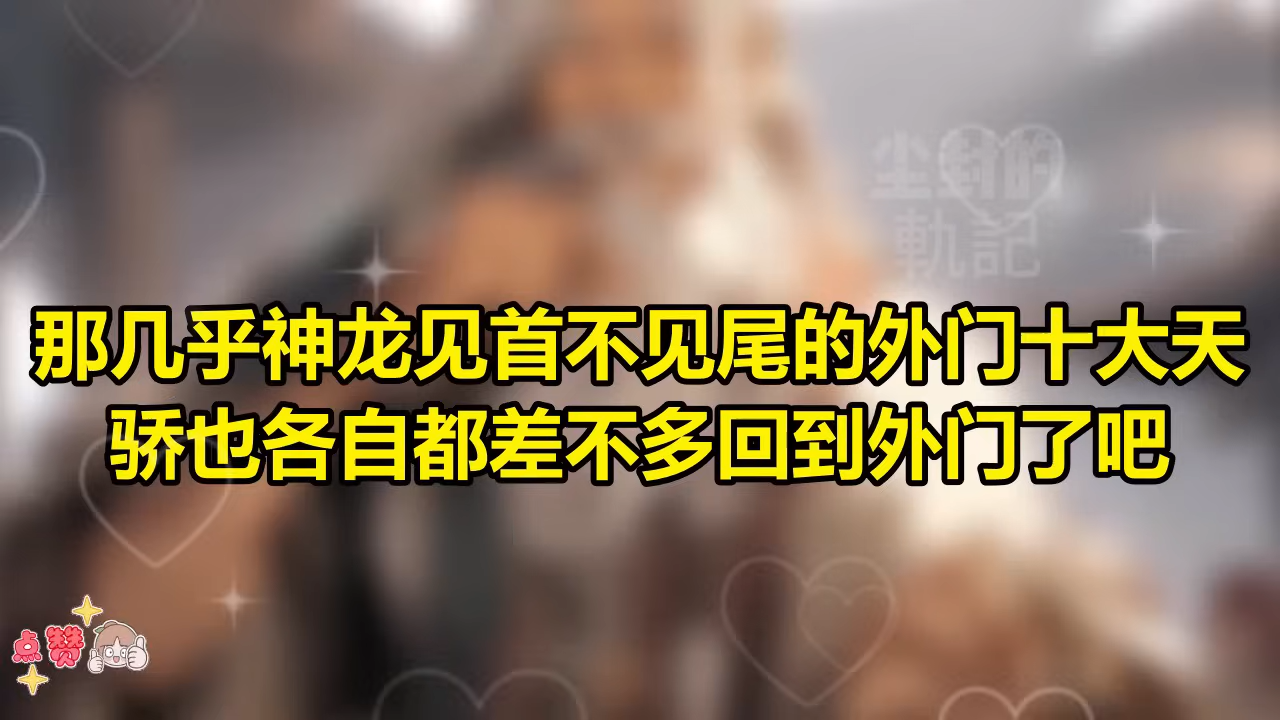 尘封的
軌記
那几乎神龙见首不见尾的外门十大天
骄也各自都差不多回到外门了吧
点赞